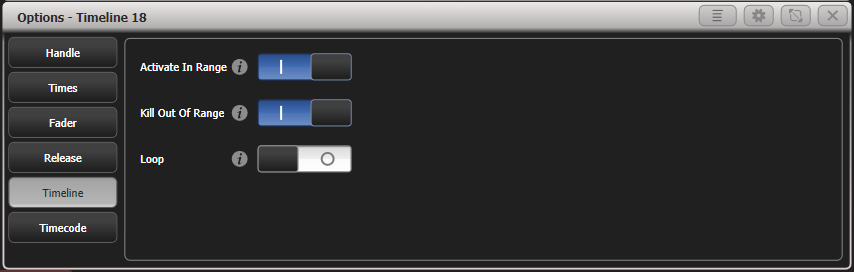 Options - Timeline 18
Handle
Times
Fader
Release
Timeline
Timecode
Activate In Range
Kill Out Of Range
Loop